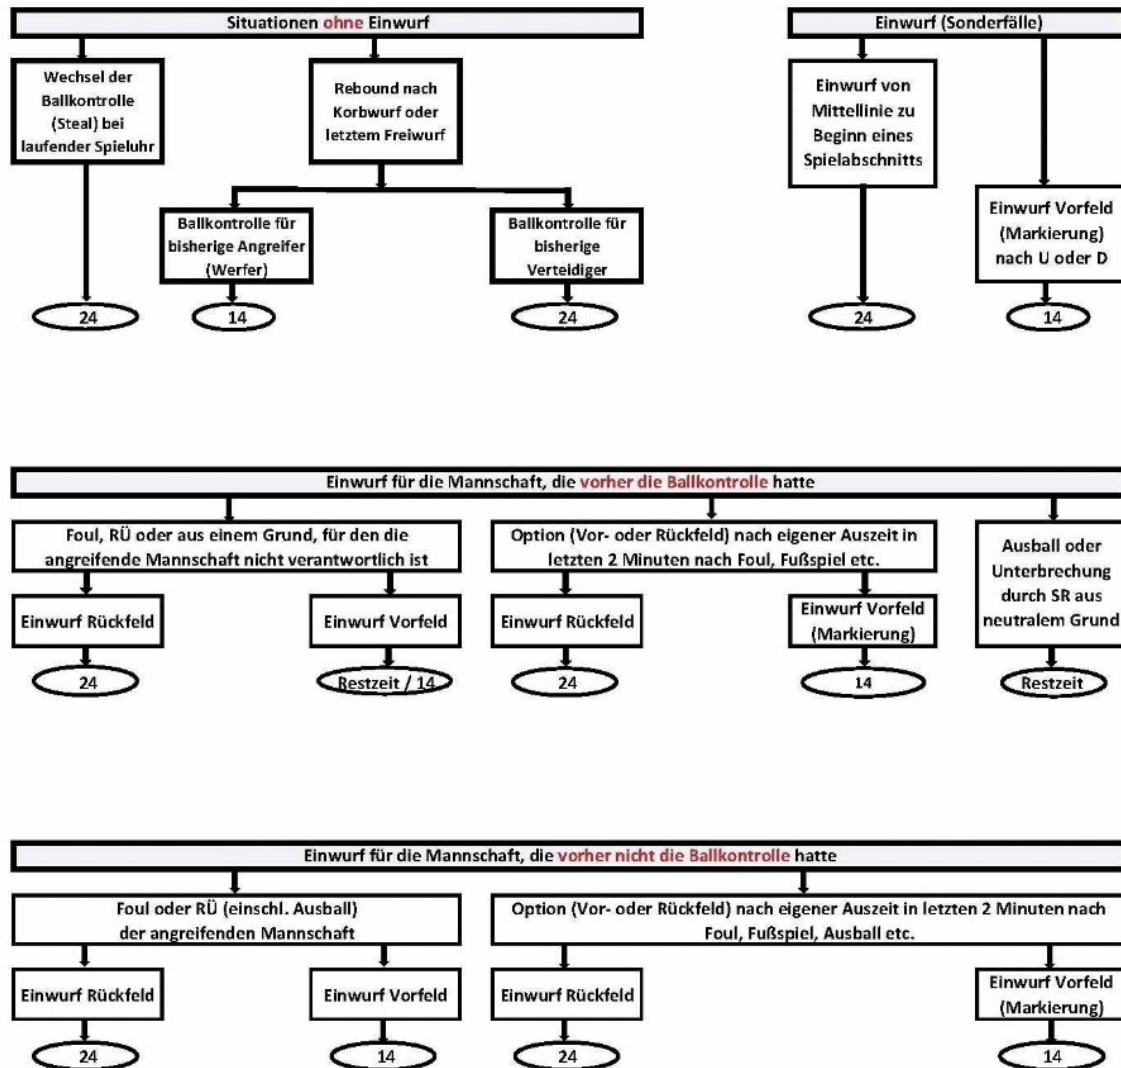 Situationen ohne Einwurf
Wechsel der
Ballkontrolle
(Steal) bei
laufender Spieluhr
Rebound nach
Korbwurf oder
letztem Freiwurf
Ballkontrolle für
bisherige Angreifer
(Werfer)
Ballkontrolle für
bisherige
Verteidiger
24
14
24
Einwurf (Sonderfälle)
Einwurf von
Mittellinie zu
Beginn eines
Spielabschnitts
Einwurf Vorfeld
(Markierung)
nach U oder D
24
14
Einwurf für die Mannschaft, die vorher die Ballkontrolle hatte
Foul, RÜ oder aus einem Grund, für den die
angreifende Mannschaft nicht verantwortlich ist
Einwurf Rückfeld
Einwurf Vorfeld
24
Restzeit / 14
Option (Vor- oder Rückfeld) nach eigener Auszeit in
letzten 2 Minuten nach Foul, Fußspiel etc.
Einwurf Rückfeld
Einwurf Vorfeld
(Markierung)
24
14
Ausball oder
Unterbrechung
durch SR aus
neutralem Grund
Restzeit
Einwurf für die Mannschaft, die vorher nicht die Ballkontrolle hatte
Foul oder RÜ (einschl. Ausball)
der angreifenden Mannschaft
Einwurf Rückfeld
Einwurf Vorfeld
24
14
Option (Vor- oder Rückfeld) nach eigener Auszeit in letzten 2 Minuten nach
Foul, Fußspiel, Ausball etc.
Einwurf Rückfeld
Einwurf Vorfeld
(Markierung)
24
14